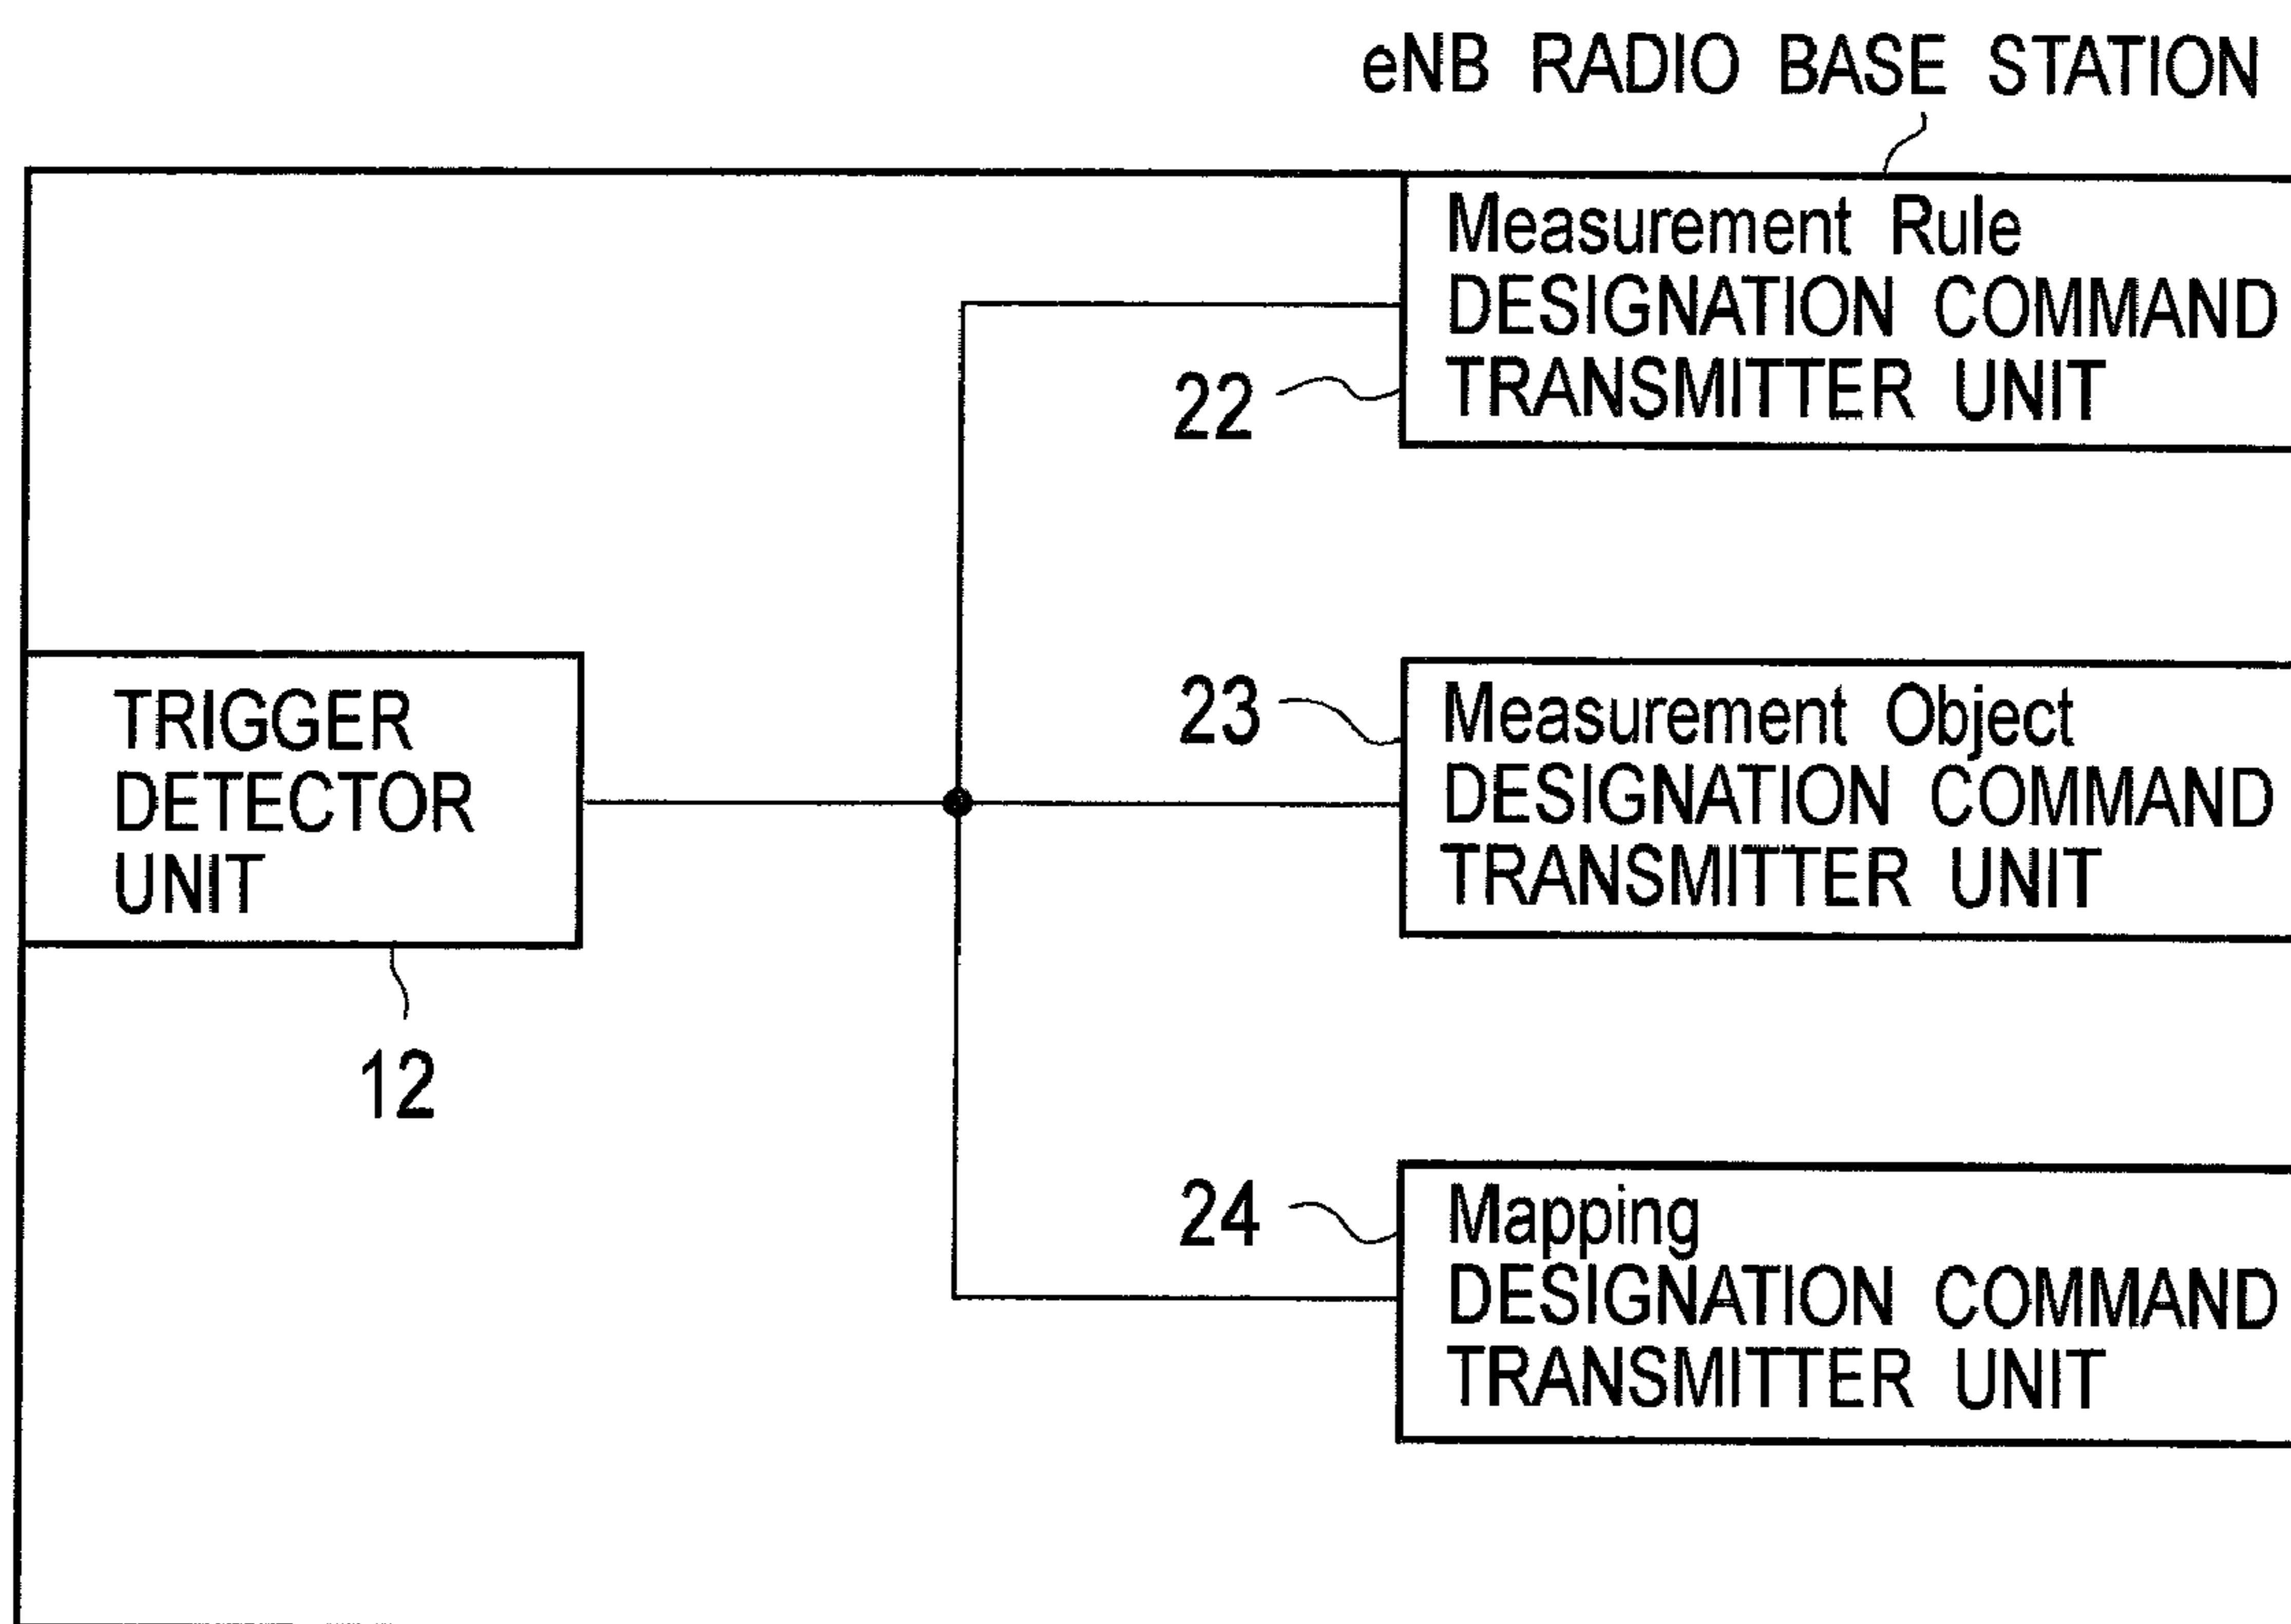 eNB RADIO BASE STATION
Measurement Rule
DESIGNATION COMMAND
TRANSMITTER UNIT
22
TRIGGER
DETECTOR
UNIT
12
23
Measurement Object
DESIGNATION COMMAND
TRANSMITTER UNIT
24
Mapping
DESIGNATION COMMAND
TRANSMITTER UNIT